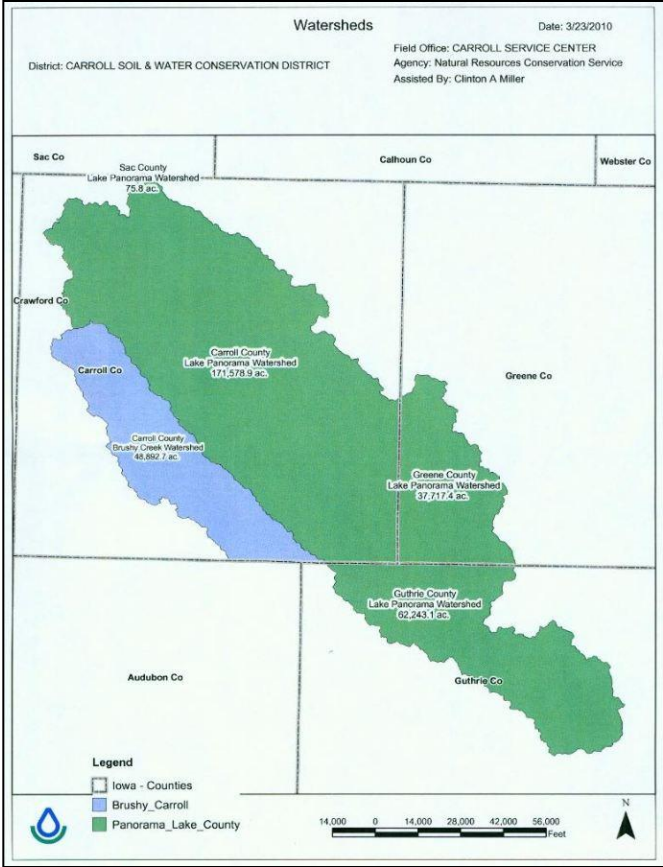 Watersheds
Date: 3/23/2010
District: CARROLL SOIL & WATER CONSERVATION DISTRICT
Field Office: CARROLL SERVICE CENTER
Agency: Natural Resources Conservation Service
Assisted By: Clinton A Miller
Sac Co
Calhoun Co
Webster Co
Sac County
Lake Panorama Watershed
75.8 ac.
Crawford Co
Carroll County
Lake Panorama Watershed
171,578.9 ac.
Carroll Co
Greene Co
Carroll County
Brushy Creek Watershed
48,892.7 ac.
Greene County
Lake Panorama Watershed
37,717.4 ac.
Guthrie County
Lake Panorama Watershed
62,243.1 ac.
Audubon Co
Guthrie Co
Legend
Iowa - Counties
Brushy_Carroll
Panorama_Lake_County
14,000 0 14,000 28,000 42,000 56,000
Feet
N